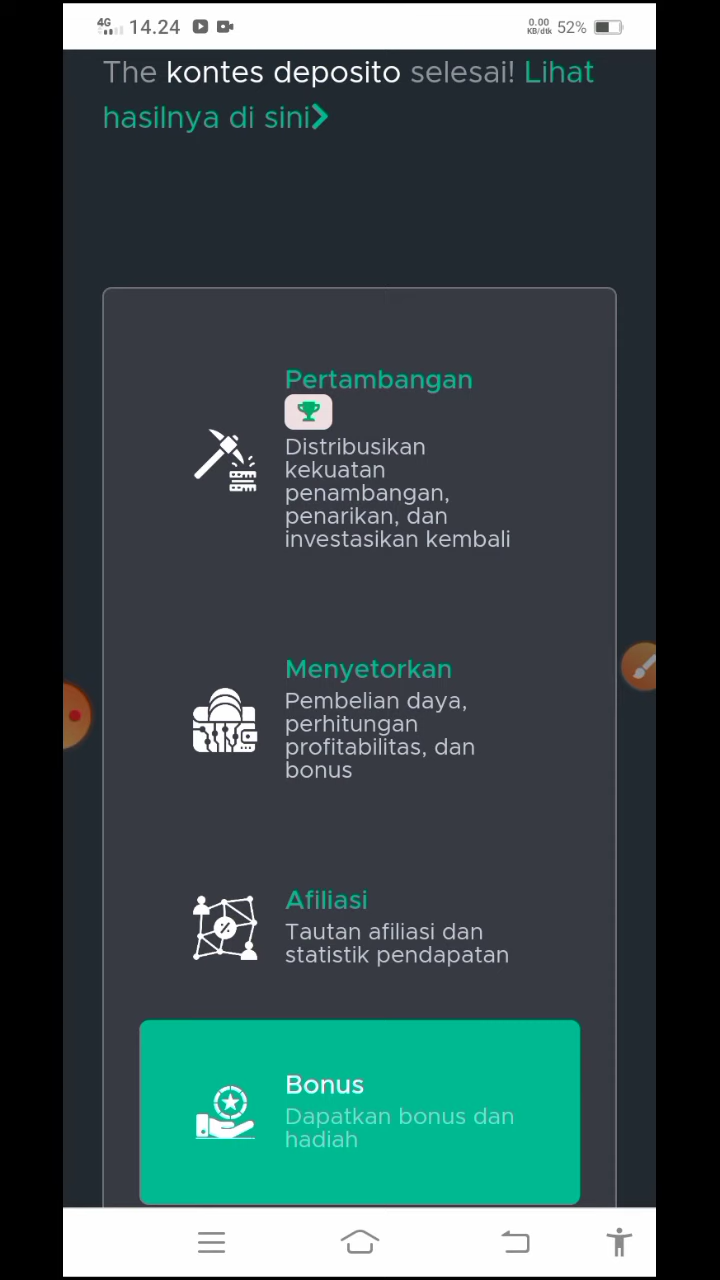 4G 14.24 0.00 KB/dtk 52%
The kontes deposito selesai! Lihat
hasilnya di sini
Pertambangan
Distribusikan
kekuatan
penambangan,
penarikan, dan
investasikan kembali
Menyetorkan
Pembelian daya,
perhitungan
profitabilitas, dan
bonus
Afiliasi
Tautan afiliasi dan
statistik pendapatan
Bonus
Dapatkan bonus dan
hadiah